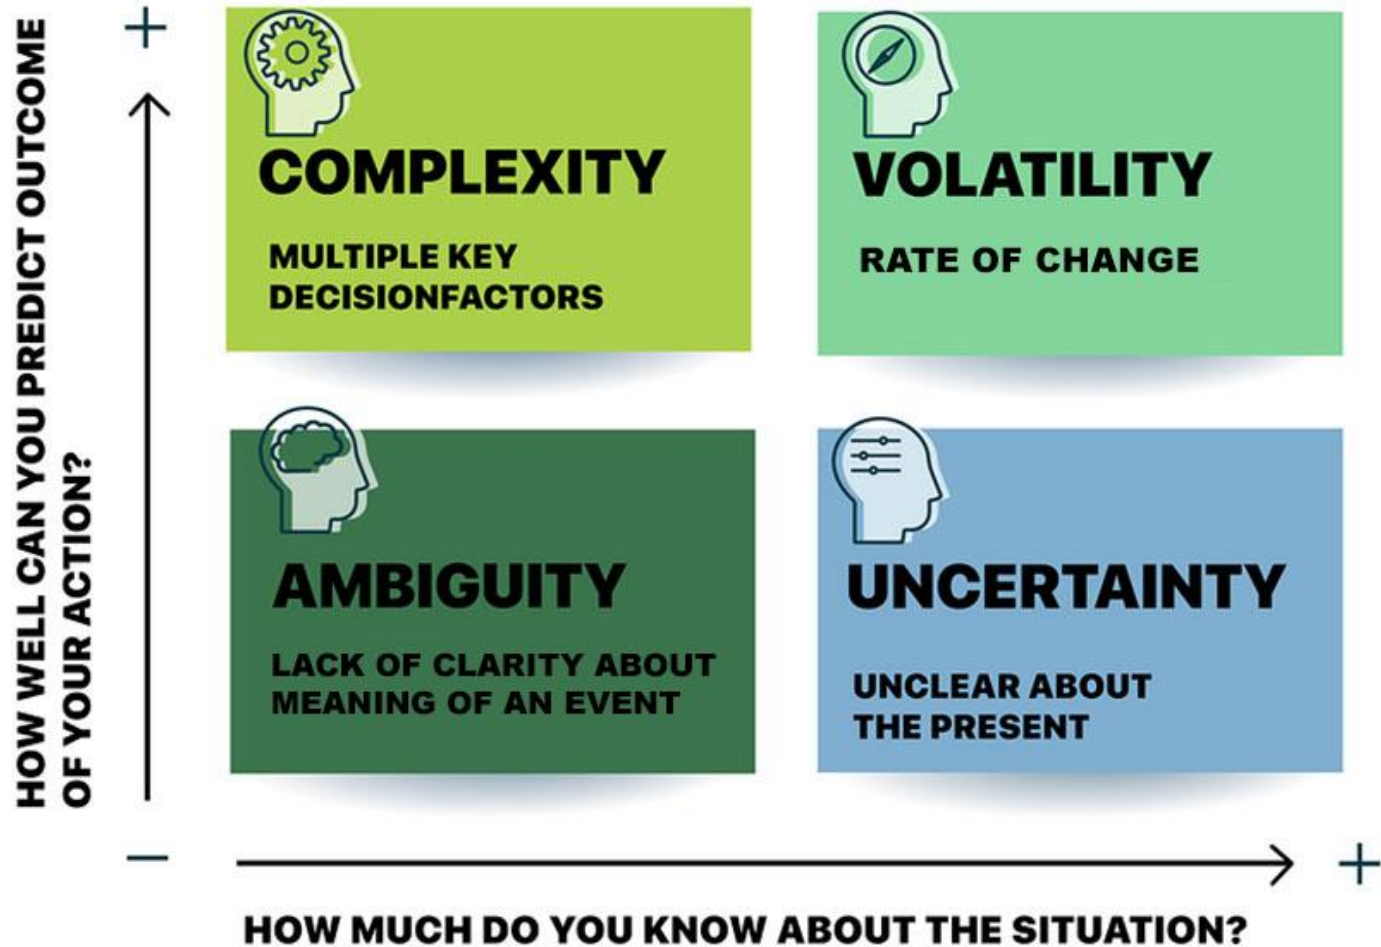 HOW WELL CAN YOU PREDICT OUTCOME
OF YOUR ACTION?
+
COMPLEXITY
MULTIPLE KEY
DECISIONFACTORS
VOLATILITY
RATE OF CHANGE
AMBIGUITY
LACK OF CLARITY ABOUT
MEANING OF AN EVENT
UNCERTAINTY
UNCLEAR ABOUT
THE PRESENT
−
+
HOW MUCH DO YOU KNOW ABOUT THE SITUATION?